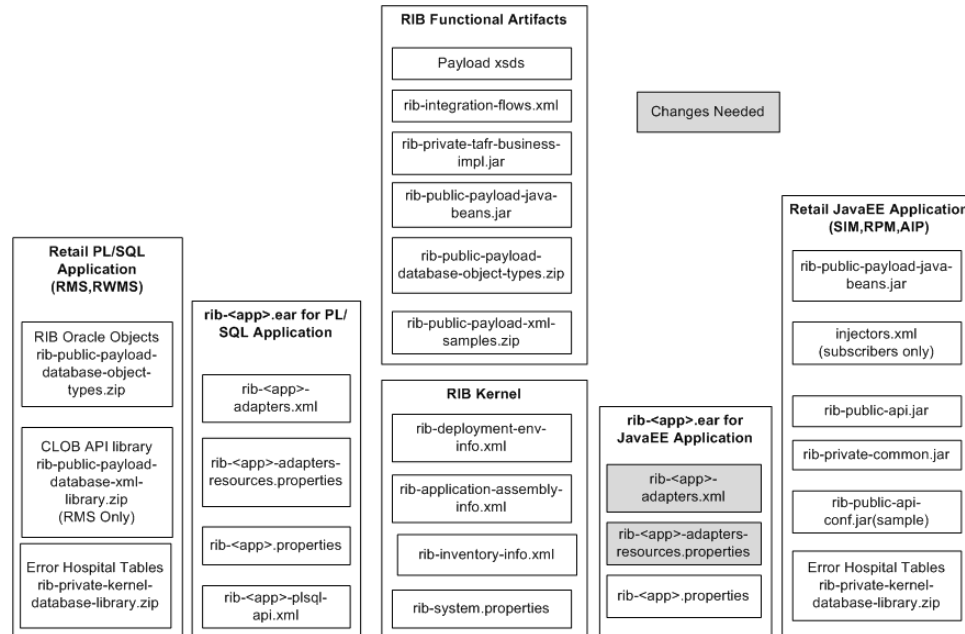 RIB Functional Artifacts
Payload xsds
rib-integration-flows.xml
rib-private-tafr-business-
impl.jar
rib-public-payload-java-
beans.jar
rib-public-payload-
database-object-types.zip
rib-public-payload-xml-
samples.zip
Changes Needed
Retail PL/SQL
Application
(RMS,RWMS)
RIB Oracle Objects
rib-public-payload-
database-object-
types.zip
CLOB API library
rib-public-payload-
database-xml-
library.zip
(RMS Only)
Error Hospital Tables
rib-private-kernel-
database-library.zip
rib-<app>.ear for PL/
SQL Application
rib-<app>-
adapters.xml
rib-<app>-adapters-
resources.properties
rib-<app>.properties
rib-<app>-plsql-
api.xml
RIB Kernel
rib-deployment-env-
info.xml
rib-application-assembly-
info.xml
rib-inventory-info.xml
rib-system.properties
rib-<app>.ear for
JavaEE Application
rib-<app>-
adapters.xml
rib-<app>-adapters-
resources.properties
rib-<app>.properties
Retail JavaEE Application
(SIM,RPM,AIP)
rib-public-payload-java-
beans.jar
injectors.xml
(subscribers only)
rib-public-api.jar
rib-private-common.jar
rib-public-api-
conf.jar(sample)
Error Hospital Tables
rib-private-kernel-
database-library.zip